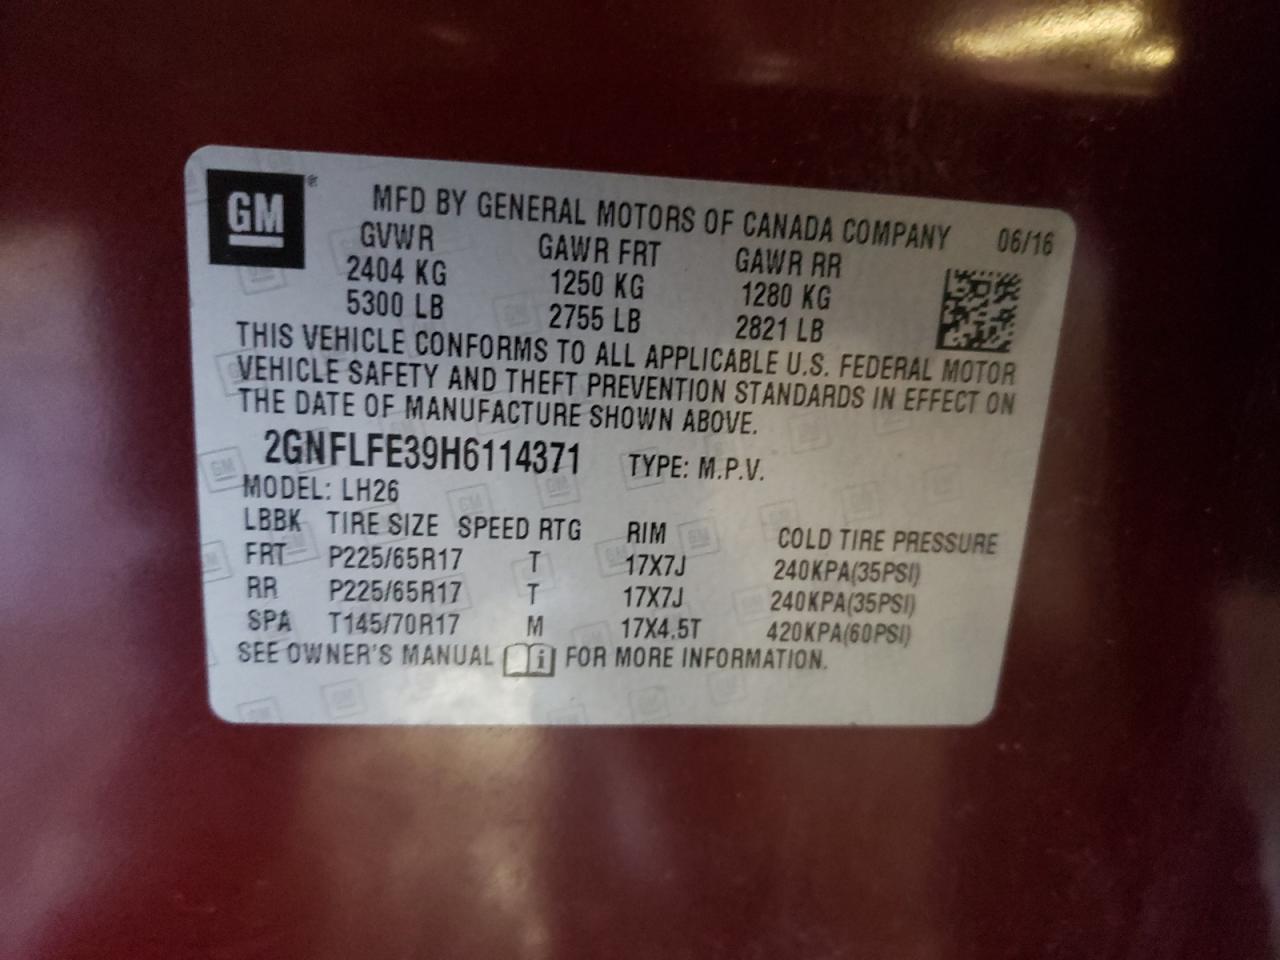 GM ® MFD BY GENERAL MOTORS OF CANADA COMPANY 06/16
GVWR GAWR FRT GAWR RR
2404 KG 1250 KG 1280 KG
5300 LB 2755 LB 2821 LB
THIS VEHICLE CONFORMS TO ALL APPLICABLE U.S. FEDERAL MOTOR
VEHICLE SAFETY AND THEFT PREVENTION STANDARDS IN EFFECT ON
THE DATE OF MANUFACTURE SHOWN ABOVE.
2GNFLFE39H6114371 TYPE: M.P.V.
MODEL: LH26
LBBK TIRE SIZE SPEED RTG RIM COLD TIRE PRESSURE
FRT P225/65R17 T 17X7J 240KPA(35PSI)
RR P225/65R17 T 17X7J 240KPA(35PSI)
SPA T145/70R17 M 17X4.5T 420KPA(60PSI)
SEE OWNER'S MANUAL i FOR MORE INFORMATION.